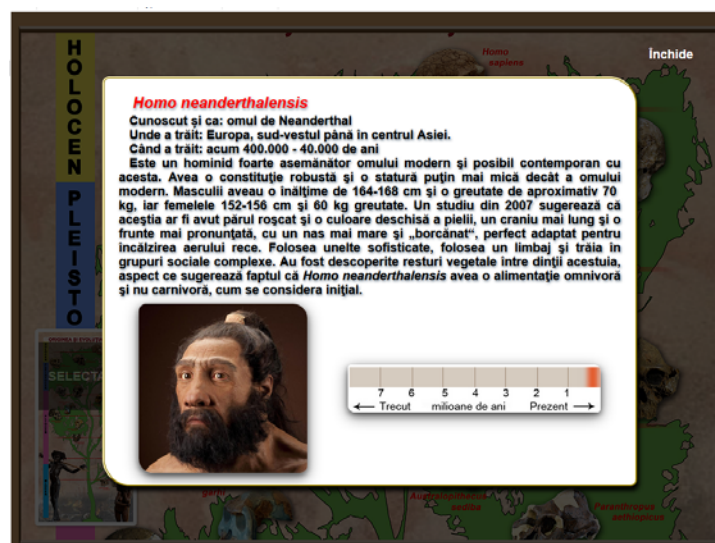 Homo
sapiens
Închide
HOLOCEN
PLEISTO
Homo neanderthalensis
Cunoscut şi ca: omul de Neanderthal
Unde a trăit: Europa, sud-vestul până în centrul Asiei.
Când a trăit: acum 400.000 - 40.000 de ani
Este un hominid foarte asemănător omului modern şi posibil contemporan cu
acesta. Avea o constituţie robustă şi o statură puţin mai mică decât a omului
modern. Masculii aveau o înălţime de 164-168 cm şi o greutate de aproximativ 70
kg, iar femelele 152-156 cm şi 60 kg greutate. Un studiu din 2007 sugerează că
aceştia ar fi avut părul roşcat şi o culoare deschisă a pielii, un craniu mai lung şi o
frunte mai pronunţată, cu un nas mai mare şi „borcănat“, perfect adaptat pentru
încălzirea aerului rece. Folosea unelte sofisticate, folosea un limbaj şi trăia în
grupuri sociale complexe. Au fost descoperite resturi vegetale între dinţii acestuia,
aspect ce sugerează faptul că Homo neanderthalensis avea o alimentaţie omnivoră
şi nu carnivoră, cum se considera iniţial.
7 6 5 4 3 2 1
← Trecut milioane de ani Prezent →
SELECTA
garhi
Australopithecus
sediba
Paranthropus
aethiopicus